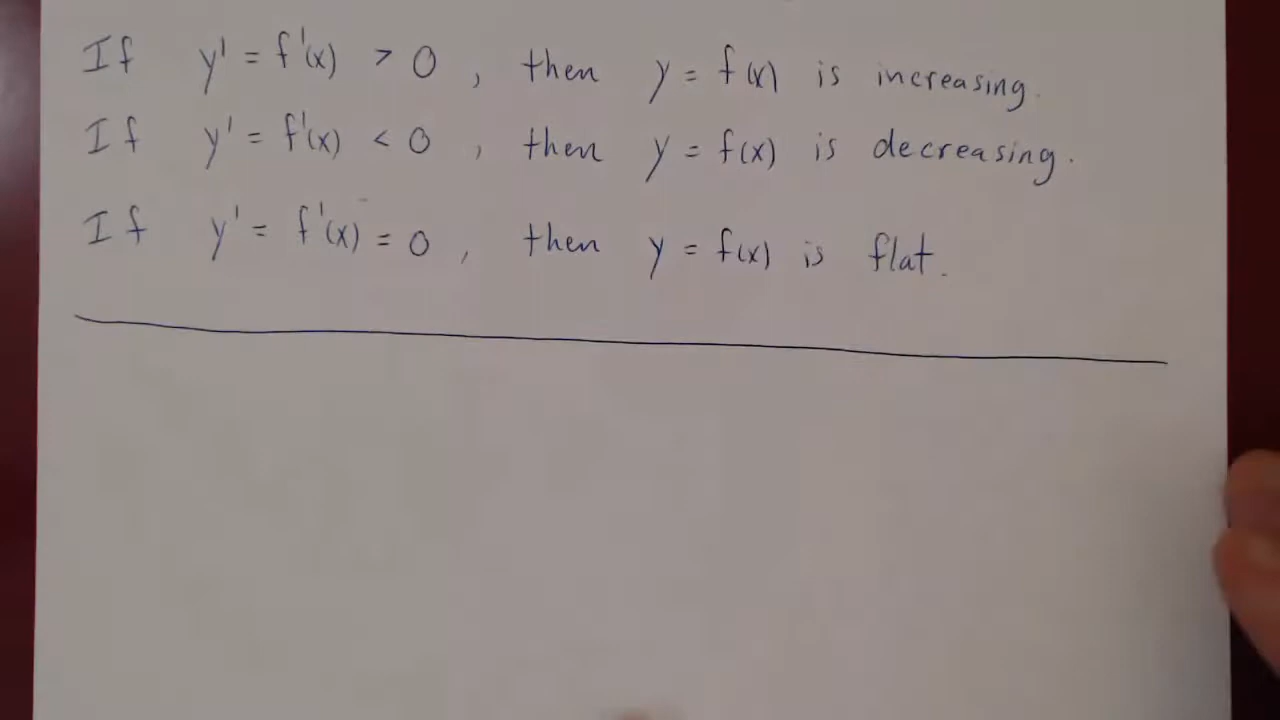 If y' = f'(x) > 0, then y = f(x) is increasing.
If y' = f'(x) < 0, then y = f(x) is decreasing.
If y' = f'(x) = 0, then y = f(x) is flat.